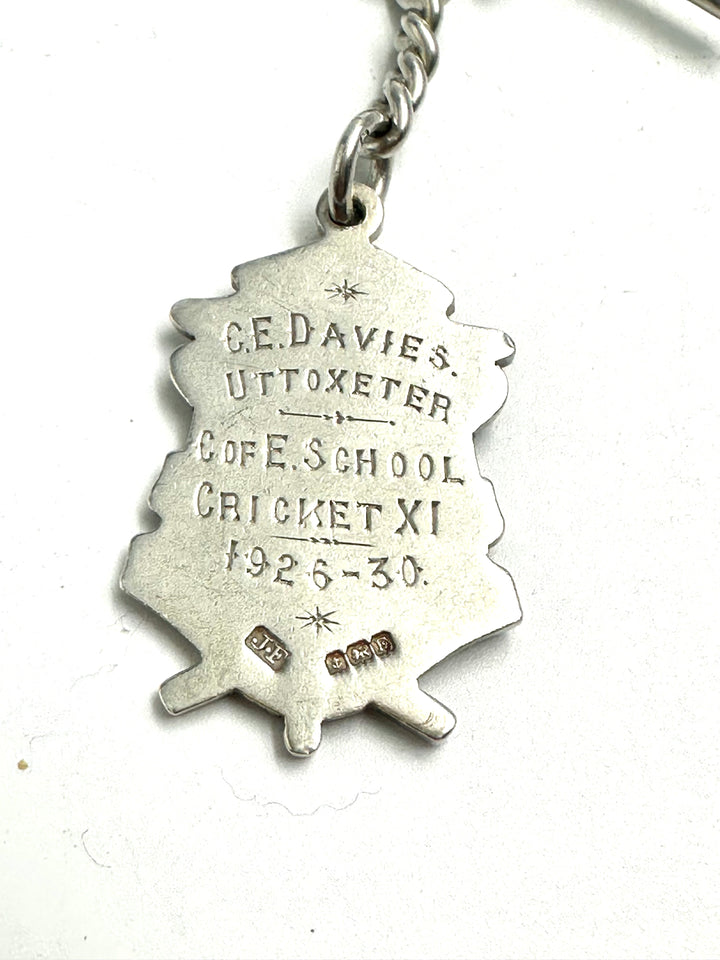 C.E.DAVIES.
UTTOXETER
C OF E. SCHOOL
CRICKET XI
1926-30.
J.F